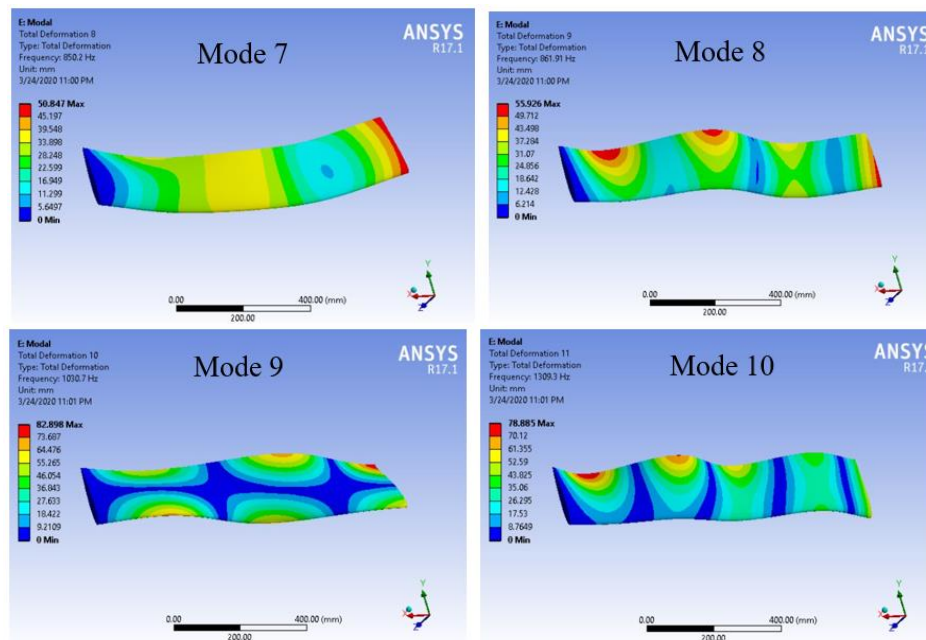 E: Modal
Total Deformation 8
Type: Total Deformation
Frequency: 850.2 Hz
Unit: mm
3/24/2020 11:00 PM
Mode 7
ANSYS
R17.1
50.847 Max
45.197
39.548
33.898
28.248
22.599
16.949
11.299
5.6497
0 Min
Y
X
Z
0.00
400.00 (mm)
200.00
E: Modal
Total Deformation 9
Type: Total Deformation
Frequency: 861.91 Hz
Unit: mm
3/24/2020 11:00 PM
Mode 8
ANSYS
R17.1
55.926 Max
49.712
43.498
37.284
31.07
24.856
18.642
12.428
6.214
0 Min
Y
X
Z
0.00
400.00 (mm)
200.00
E: Modal
Total Deformation 10
Type: Total Deformation
Frequency: 1030.7 Hz
Unit: mm
3/24/2020 11:01 PM
Mode 9
ANSYS
R17.1
82.898 Max
73.687
64.476
55.265
46.054
36.843
27.633
18.422
9.2109
0 Min
Y
X
Z
0.00
400.00 (mm)
200.00
E: Modal
Total Deformation 11
Type: Total Deformation
Frequency: 1309.3 Hz
Unit: mm
3/24/2020 11:01 PM
Mode 10
ANSYS
R17.1
78.885 Max
70.12
61.355
52.59
43.825
35.06
26.295
17.53
8.7649
0 Min
Y
X
Z
0.00
400.00 (mm)
200.00